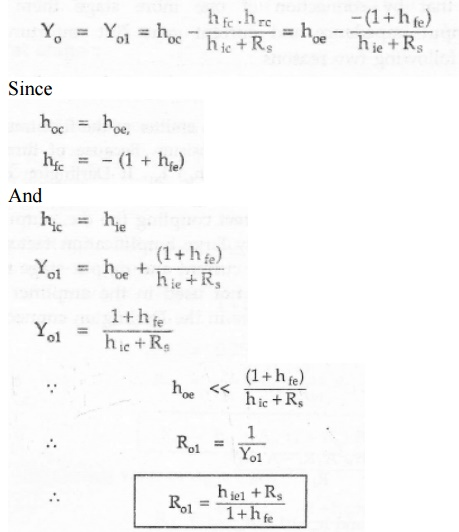 Y_o = Y_o1 = h_oc - (h_fc . h_rc)/(h_ic + R_s) = h_oe - (-(1 + h_fe))/(h_ie + R_s)
Since
h_oc = h_oe,
h_fc = - (1 + h_fe)
And
h_ic = h_ie
Y_o1 = h_oe + (1 + h_fe)/(h_ie + R_s)
Y_o1 = (1 + h_fe)/(h_ic + R_s)
∵ h_oe << (1 + h_fe)/(h_ic + R_s)
∴ R_o1 = 1/Y_o1
∴ R_o1 = (h_ie1 + R_s)/(1 + h_fe)